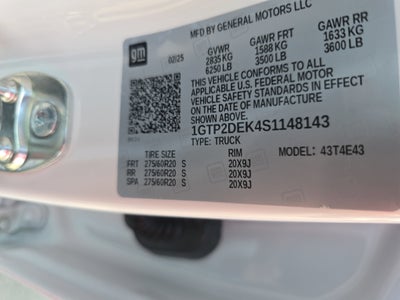 MFD BY GENERAL MOTORS LLC
gm
02/25
GVWR GAWR FRT GAWR RR
2835 KG 1588 KG 1633 KG
6250 LB 3500 LB 3600 LB
THIS VEHICLE CONFORMS TO ALL
APPLICABLE U.S. FEDERAL MOTOR
VEHICLE SAFETY STANDARDS IN EFFECT
ON THE DATE OF MANUFACTURE
SHOWN ABOVE.
1GTP2DEK4S1148143
TYPE: TRUCK
TIRE SIZE RIM MODEL: 43T4E43
FRT 275/60R20 S 20X9J
RR 275/60R20 S 20X9J
SPA 275/60R20 S 20X9J